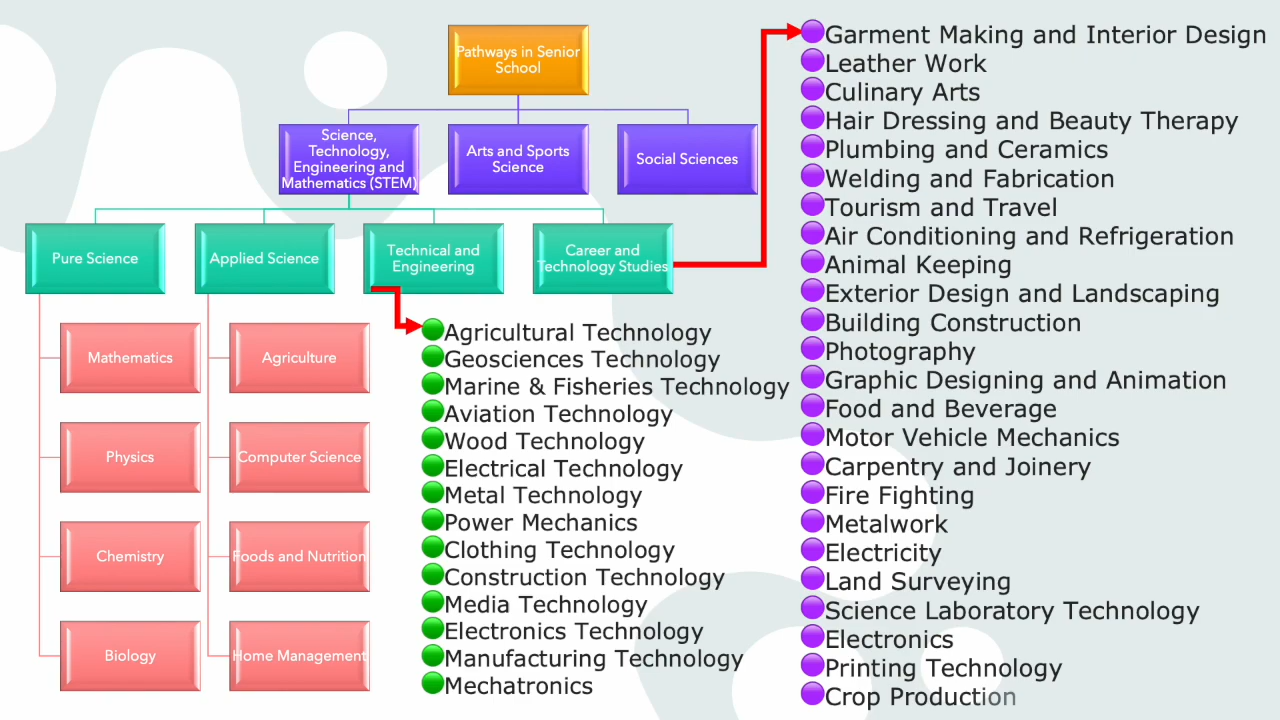 Pathways in Senior
School
Science,
Technology,
Engineering and
Mathematics (STEM)
Arts and Sports
Science
Social Sciences
Pure Science
Applied Science
Technical and
Engineering
Career and
Technology Studies
Mathematics
Physics
Chemistry
Biology
Agriculture
Computer Science
Foods and Nutrition
Home Management
Agricultural Technology
Geosciences Technology
Marine & Fisheries Technology
Aviation Technology
Wood Technology
Electrical Technology
Metal Technology
Power Mechanics
Clothing Technology
Construction Technology
Media Technology
Electronics Technology
Manufacturing Technology
Mechatronics
Garment Making and Interior Design
Leather Work
Culinary Arts
Hair Dressing and Beauty Therapy
Plumbing and Ceramics
Welding and Fabrication
Tourism and Travel
Air Conditioning and Refrigeration
Animal Keeping
Exterior Design and Landscaping
Building Construction
Photography
Graphic Designing and Animation
Food and Beverage
Motor Vehicle Mechanics
Carpentry and Joinery
Fire Fighting
Metalwork
Electricity
Land Surveying
Science Laboratory Technology
Electronics
Printing Technology
Crop Production